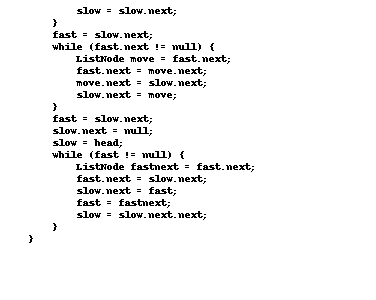 slow = slow.next;
}
fast = slow.next;
while (fast.next != null) {
ListNode move = fast.next;
fast.next = move.next;
move.next = slow.next;
slow.next = move;
}
fast = slow.next;
slow.next = null;
slow = head;
while (fast != null) {
ListNode fastnext = fast.next;
fast.next = slow.next;
slow.next = fast;
fast = fastnext;
slow = slow.next.next;
}
}